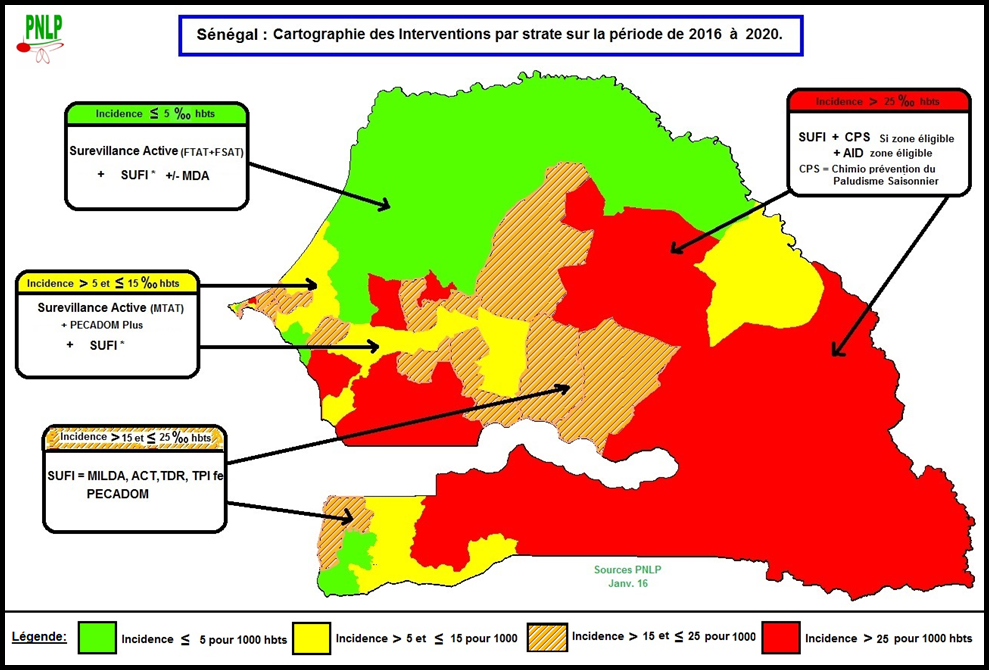 PNLP
Sénégal : Cartographie des Interventions par strate sur la période de 2016 à 2020.
Incidence ≤ 5 ‰ hbts
Surevillance Active (FTAT+FSAT)
+ SUFI * +/- MDA
Incidence > 25 ‰ hbts
SUFI + CPS Si zone éligible
+ AID zone éligible
CPS = Chimio prévention du
Paludisme Saisonnier
Incidence > 5 et ≤ 15 ‰ hbts
Surevillance Active (MTAT)
+ PECADOM Plus
+ SUFI *
Incidence > 15 et ≤ 25 ‰ hbts
SUFI = MILDA, ACT,TDR, TPI fe
PECADOM
Sources PNLP
Janv. 16
Légende:
Incidence ≤ 5 pour 1000 hbts
Incidence > 5 et ≤ 15 pour 1000
Incidence > 15 et ≤ 25 pour 1000
Incidence > 25 pour 1000 hbts